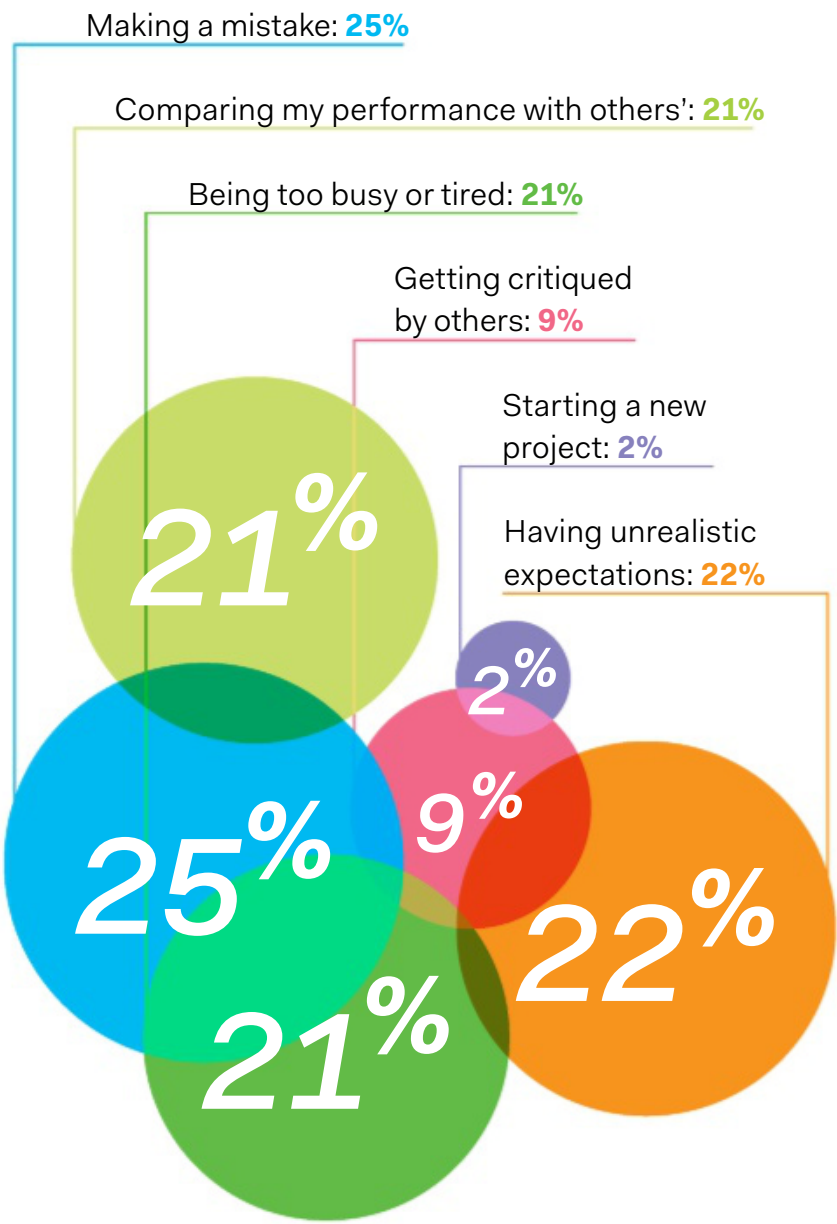 Making a mistake: 25%
Comparing my performance with others’: 21%
Being too busy or tired: 21%
Getting critiqued
by others: 9%
Starting a new
project: 2%
Having unrealistic
expectations: 22%
21%
2%
9%
25%
22%
21%